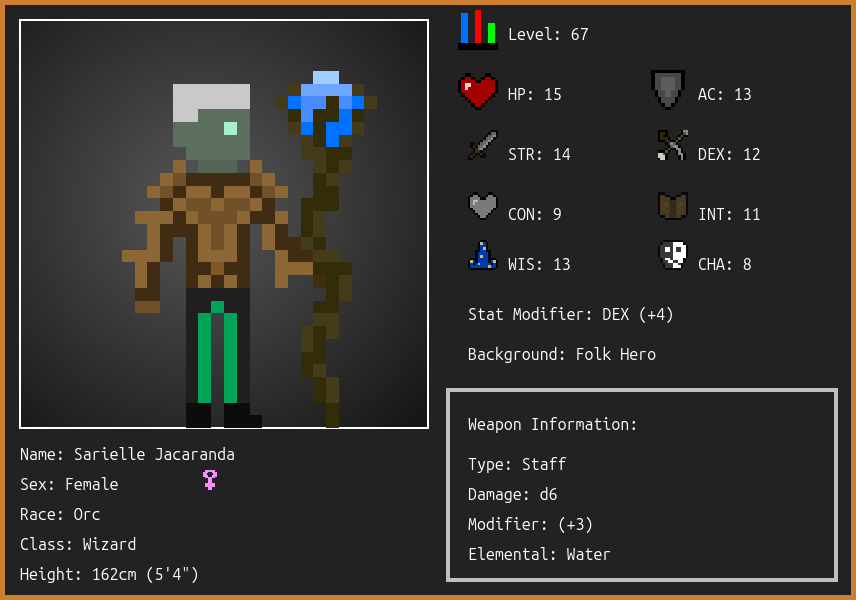 Level: 67
HP: 15
AC: 13
STR: 14
DEX: 12
CON: 9
INT: 11
WIS: 13
CHA: 8
Stat Modifier: DEX (+4)
Background: Folk Hero
Weapon Information:
Type: Staff
Damage: d6
Modifier: (+3)
Elemental: Water
Name: Sarielle Jacaranda
Sex: Female
Race: Orc
Class: Wizard
Height: 162cm (5'4")